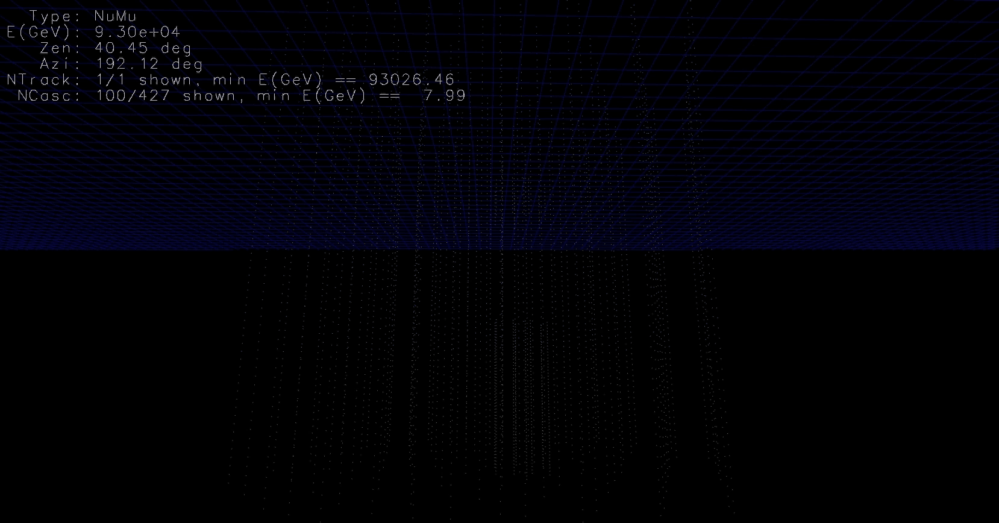 Type: NuMu
E(GeV): 9.30e+04
Zen: 40.45 deg
Azi: 192.12 deg
NTrack: 1/1 shown, min E(GeV) == 93026.46
NCasc: 100/427 shown, min E(GeV) == 7.99